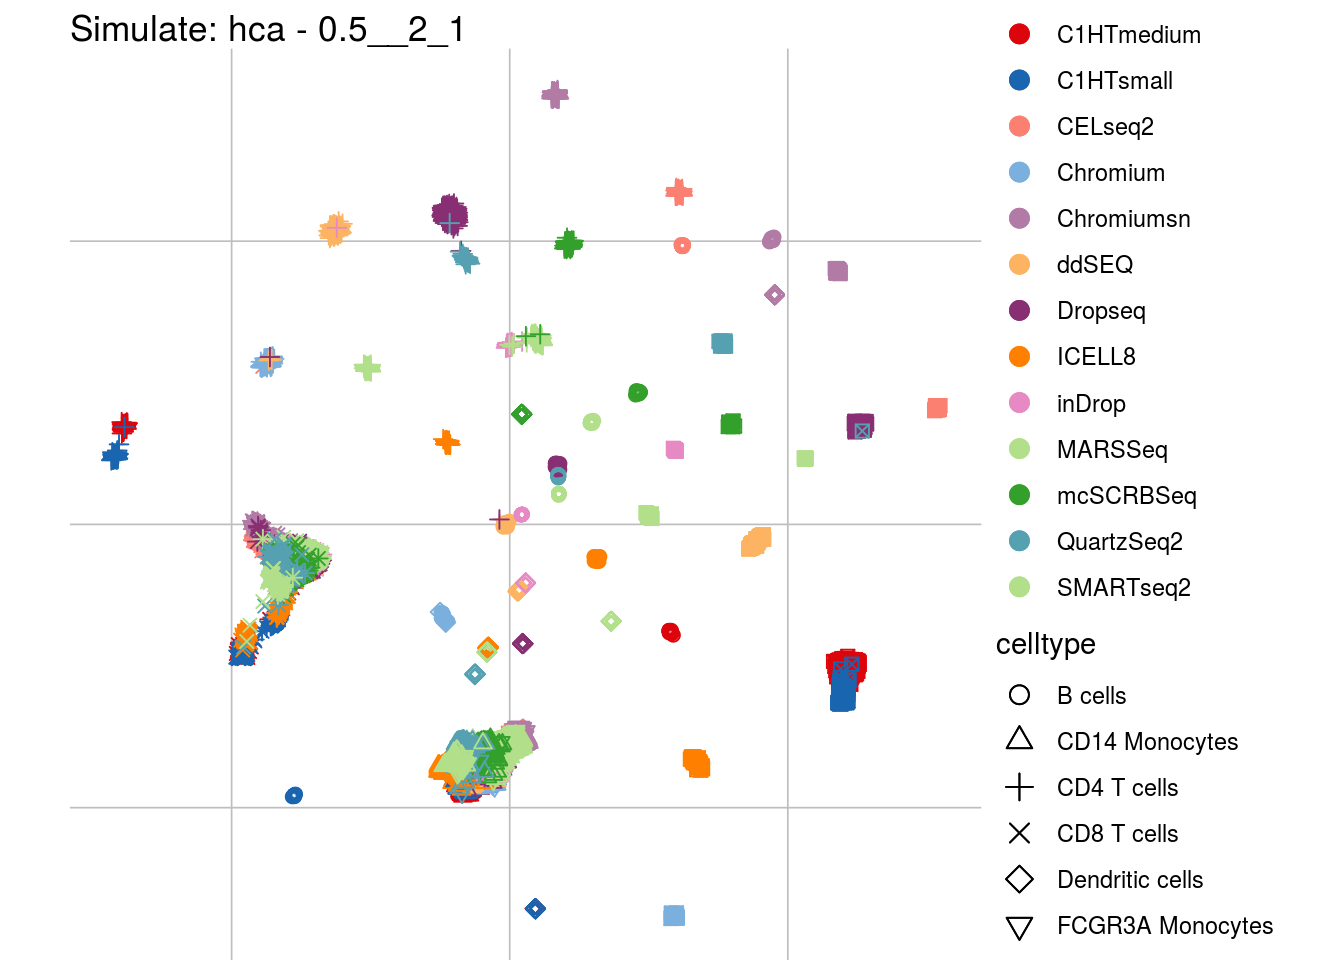 Simulate: hca - 0.5__2_1
C1HTmedium
C1HTsmall
CELseq2
Chromium
Chromiumsn
ddSEQ
Dropseq
ICELL8
inDrop
MARSSeq
mcSCRBSeq
QuartzSeq2
SMARTseq2
celltype
B cells
CD14 Monocytes
CD4 T cells
CD8 T cells
Dendritic cells
FCGR3A Monocytes